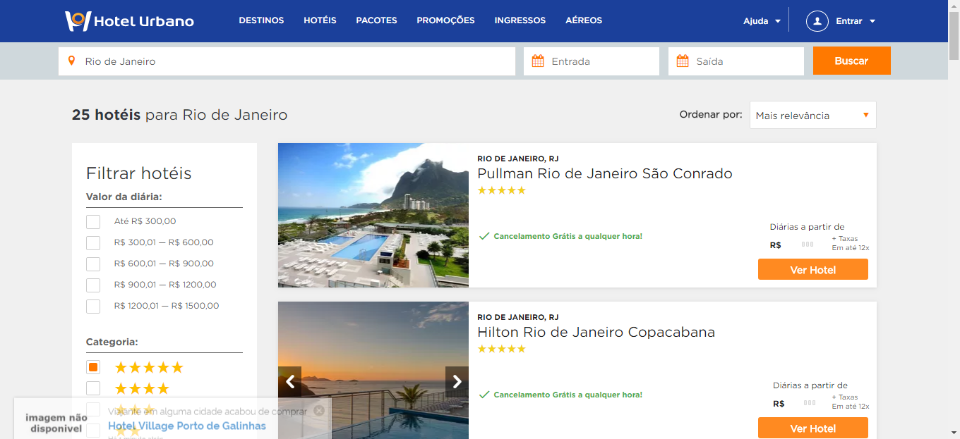 Hotel Urbano
DESTINOS HOTÉIS PACOTES PROMOÇÕES INGRESSOS AÉREOS
Ajuda Entrar
Rio de Janeiro Entrada Saída Buscar
25 hotéis para Rio de Janeiro
Ordenar por: Mais relevância
Filtrar hotéis
Valor da diária:
Até R$ 300,00
R$ 300,01 — R$ 600,00
R$ 600,01 — R$ 900,00
R$ 900,01 — R$ 1200,00
R$ 1200,01 — R$ 1500,00
Categoria:
RIO DE JANEIRO, RJ
Pullman Rio de Janeiro São Conrado
Cancelamento Grátis a qualquer hora!
Diárias a partir de
R$ + Taxas
Em até 12x
Ver Hotel
RIO DE JANEIRO, RJ
Hilton Rio de Janeiro Copacabana
Cancelamento Grátis a qualquer hora!
Diárias a partir de
R$ + Taxas
Em até 12x
Ver Hotel
imagem não
disponivel
Viajante em alguma cidade acabou de comprar
Hotel Village Porto de Galinhas